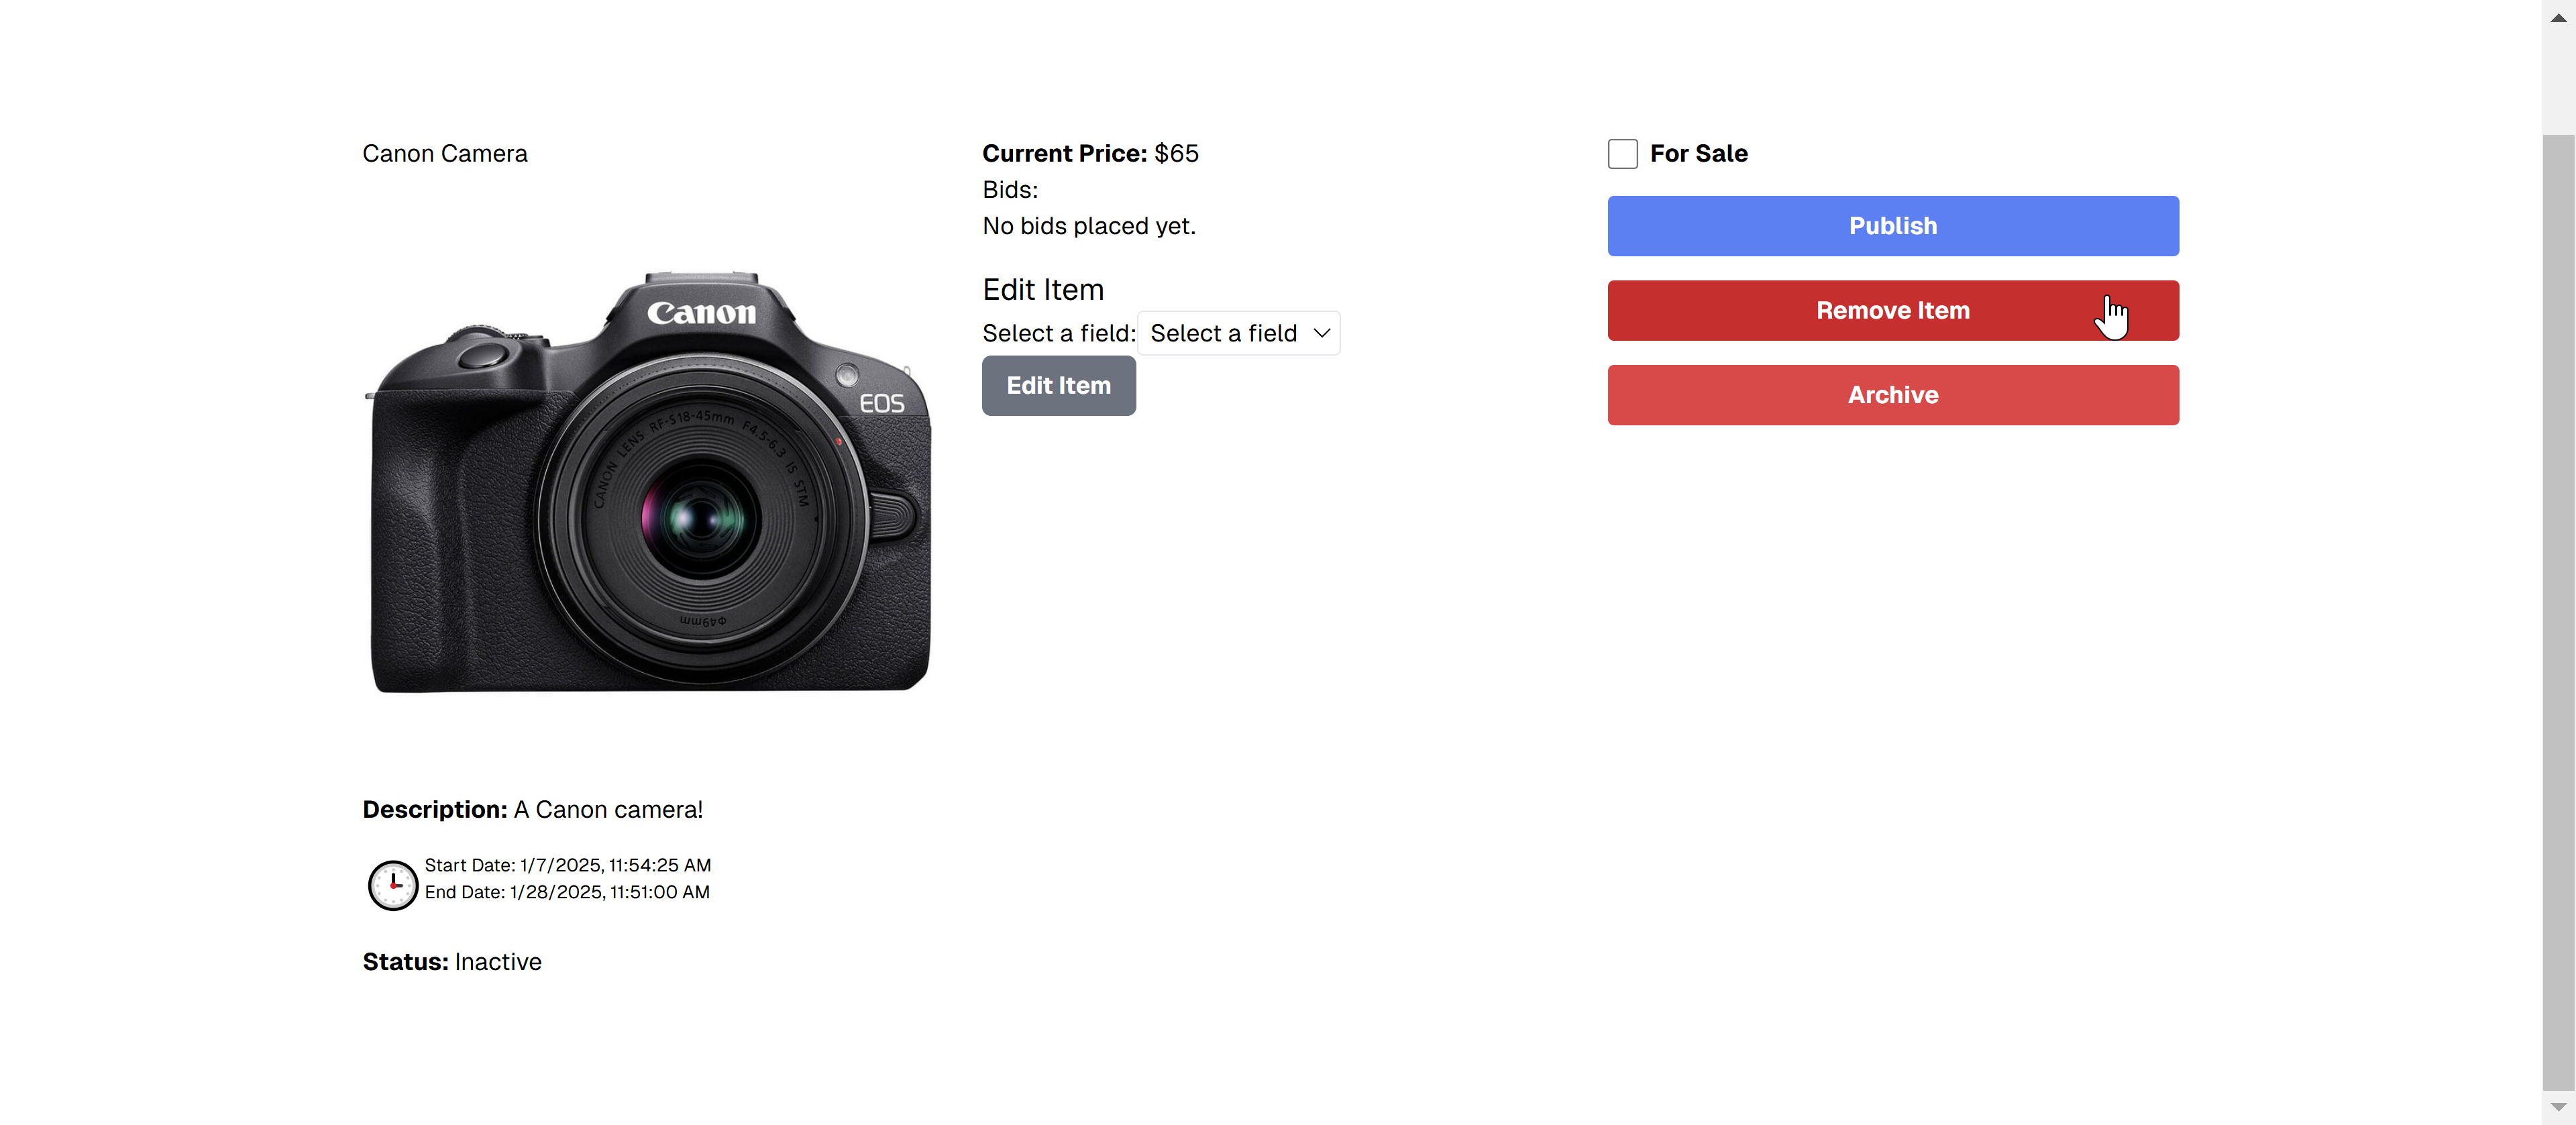 Canon Camera
Canon
EOS
CANON LENS RF-S18-45mm F4.5-6.3 IS STM
φ49mm
Description: A Canon camera!
Start Date: 1/7/2025, 11:54:25 AM
End Date: 1/28/2025, 11:51:00 AM
Status: Inactive
Current Price: $65
Bids:
No bids placed yet.
Edit Item
Select a field: Select a field
Edit Item
For Sale
Publish
Remove Item
Archive